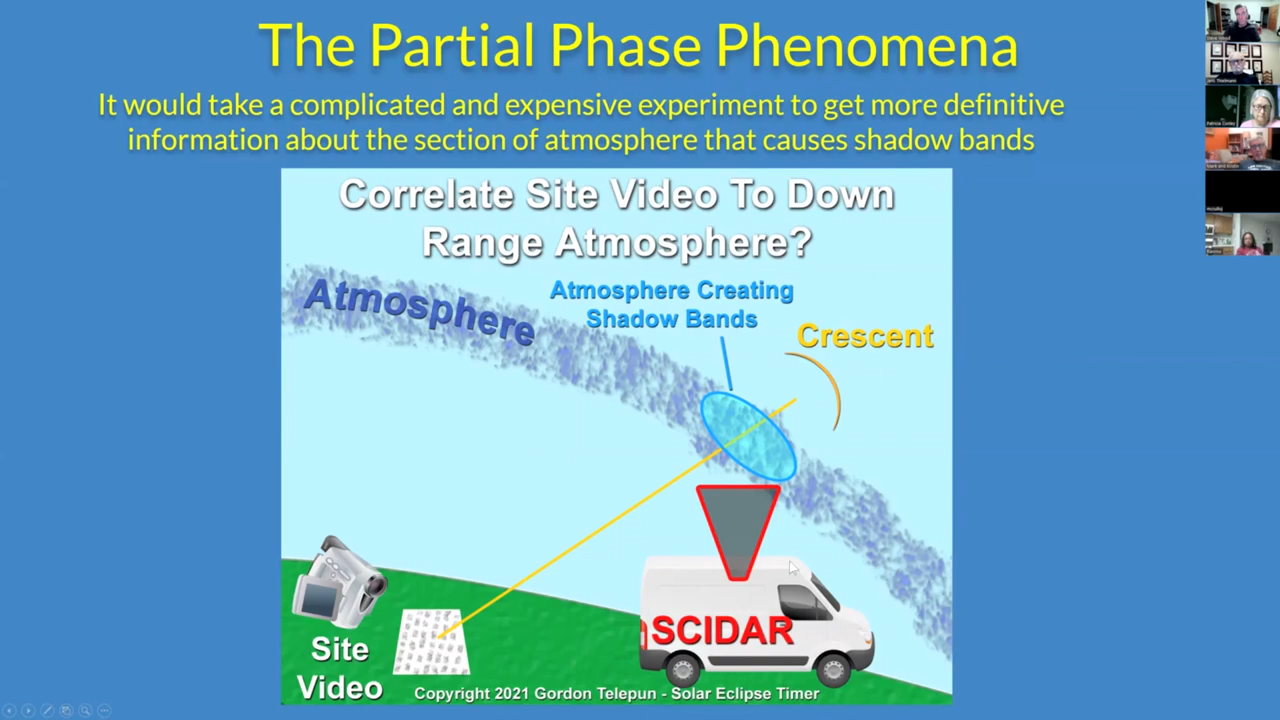 The Partial Phase Phenomena
It would take a complicated and expensive experiment to get more definitive
information about the section of atmosphere that causes shadow bands
Correlate Site Video To Down
Range Atmosphere?
Atmosphere
Atmosphere Creating
Shadow Bands
Crescent
SCIDAR
Site
Video
Copyright 2021 Gordon Telepun - Solar Eclipse Timer